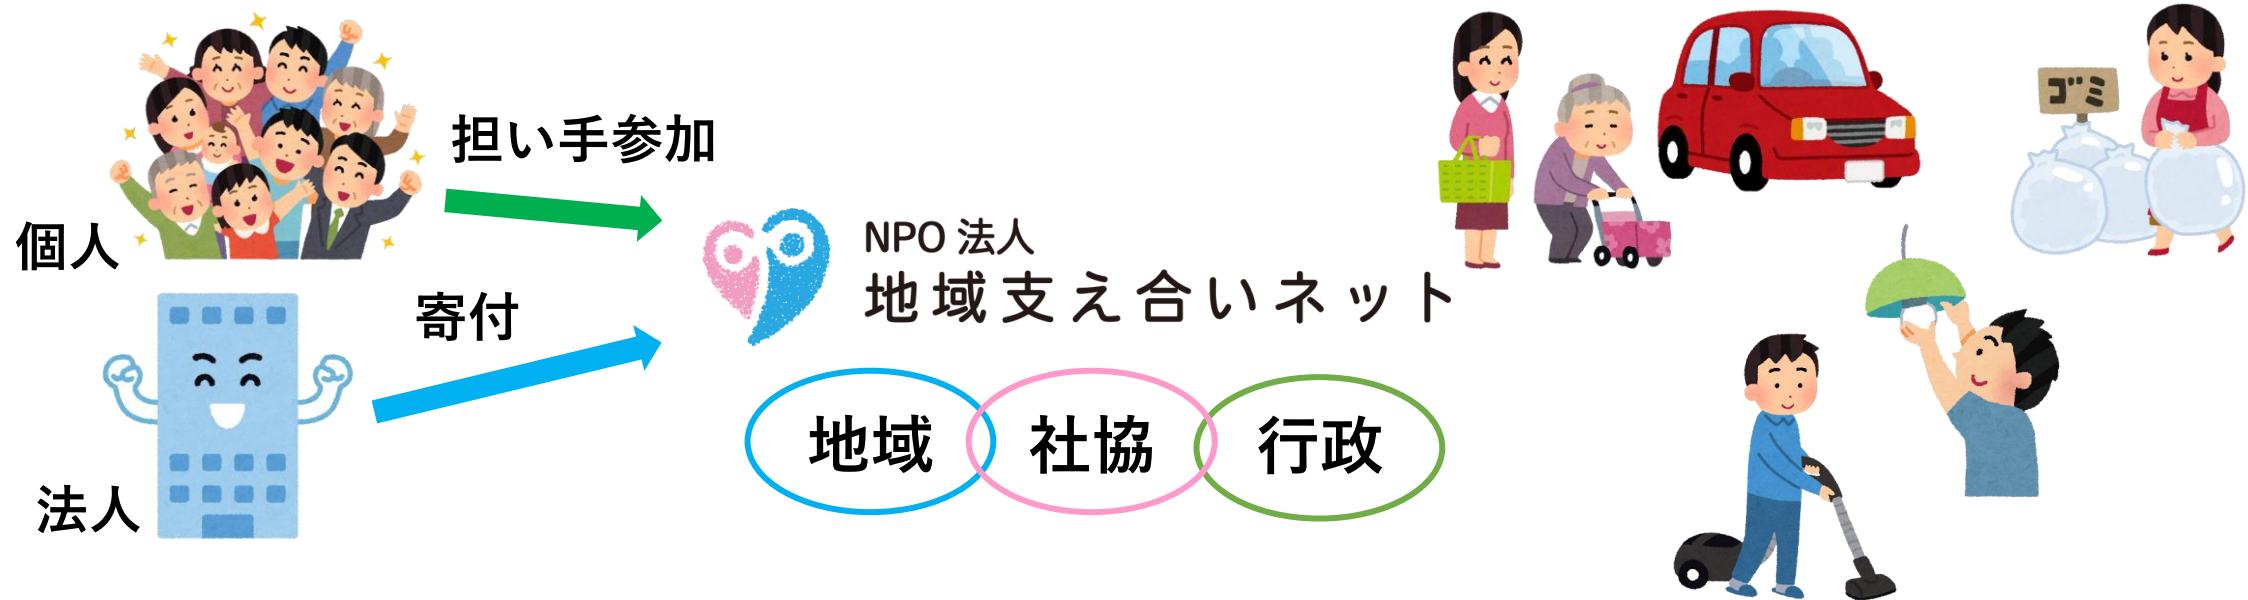 担い手参加
個人
寄付
法人
NPO 法人
地域支え合いネット
地域
社協
行政
ゴミ